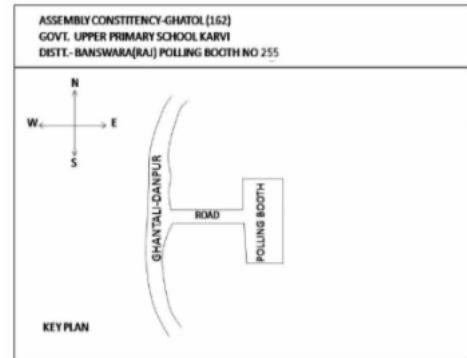 ASSEMBLY CONSTITENCY-GHATOL (162)
GOVT. UPPER PRIMARY SCHOOL KARVI
DISTT.- BANSWARA(RAJ) POLLING BOOTH NO 255
N
W E
S
GHANTALI-DANPUR
ROAD
POLLING BOOTH
KEY PLAN